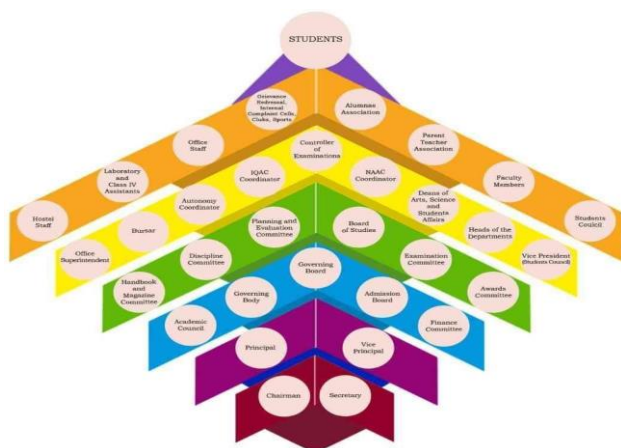 STUDENTS
Grievance
Redressal,
Internal
Complaint Cells,
Clubs, Sports
Alumnae
Association
Office
Staff
Parent
Teacher
Association
Laboratory
and
Class IV
Assistants
Faculty
Members
Hostel
Staff
Students
Coucil
Controller
of
Examinations
IQAC
Coordinator
NAAC
Coordinator
Autonomy
Coordinator
Deans of
Arts, Science
and
Students
Affairs
Bursar
Heads of the
Departments
Office
Superintendent
Vice President
(Students Council)
Planning and
Evaluation
Committee
Board
of Studies
Discipline
Committee
Examination
Committee
Handbook
and
Magazine
Committee
Awards
Committee
Governing
Board
Governing
Body
Admission
Board
Academic
Council
Finance
Committee
Principal
Vice
Principal
Chairman
Secretary